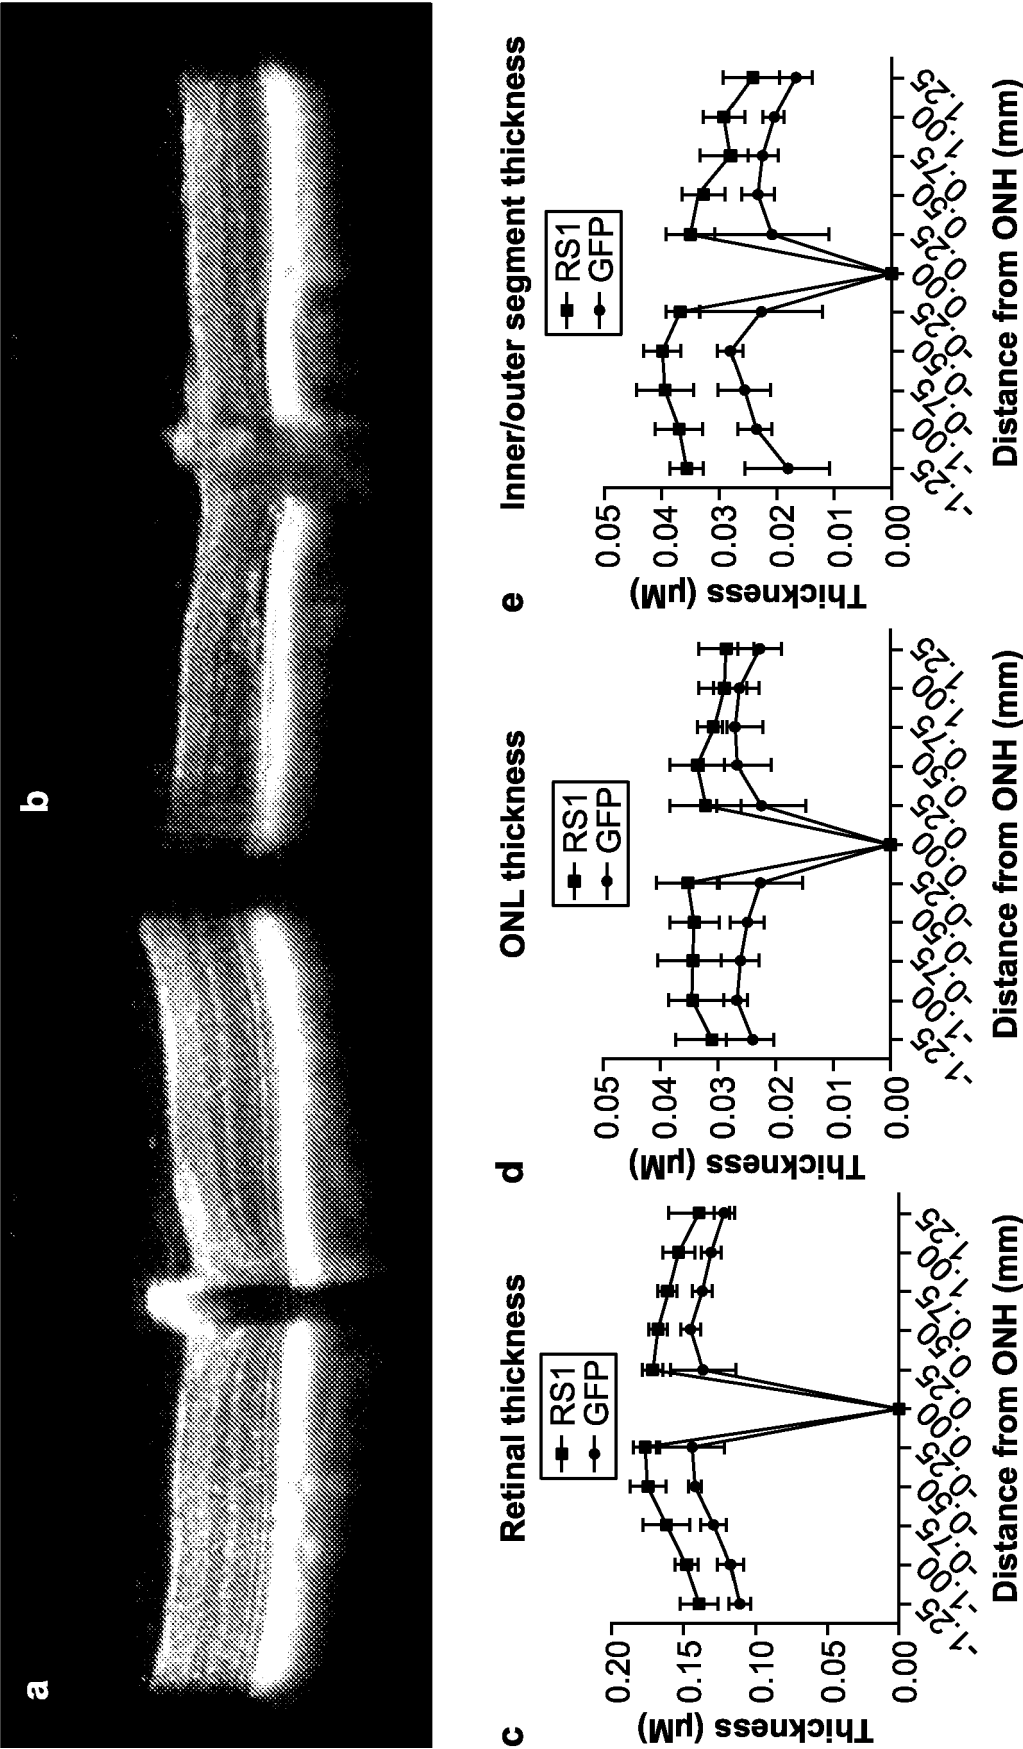 a
b
c
Retinal thickness
RS1
GFP
Thickness (µM)
0.20
0.15
0.10
0.05
0.00
-1.25
-1.00
-0.75
-0.50
-0.25
0.00
0.25
0.50
0.75
1.00
1.25
Distance from ONH (mm)
d
ONL thickness
RS1
GFP
Thickness (µM)
0.05
0.04
0.03
0.02
0.01
0.00
-1.25
-1.00
-0.75
-0.50
-0.25
0.00
0.25
0.50
0.75
1.00
1.25
Distance from ONH (mm)
e
Inner/outer segment thickness
RS1
GFP
Thickness (µM)
0.05
0.04
0.03
0.02
0.01
0.00
-1.25
-1.00
-0.75
-0.50
-0.25
0.00
0.25
0.50
0.75
1.00
1.25
Distance from ONH (mm)